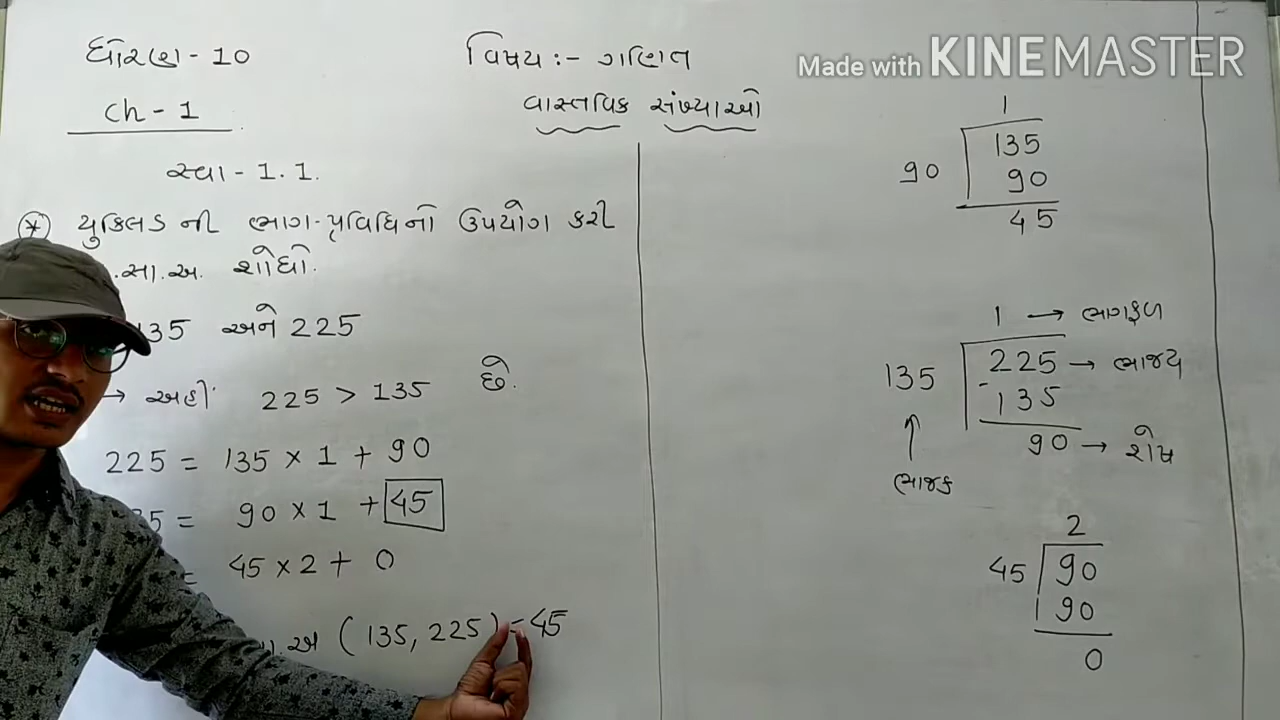 ધોરણ - 10
વિષય :- ગણિત
Made with KINEMASTER
Ch - 1
વાસ્તવિક સંખ્યાઓ
સ્વા - 1.1.
* યુક્લિડ ની ભાગ-પ્રવિધિનો ઉપયોગ કરી
.સા.અ. શોધો.
135 અને 225
→ અહીં 225 > 135 છે.
225 = 135 × 1 + 90
35 = 90 × 1 + 45
= 45 × 2 + 0
.અ (135, 225) = 45
1
90 135
90
45
1 → ભાગફળ
135 225 → ભાજ્ય
- 135
90 → શેષ
↑
ભાજક
2
45 90
90
0